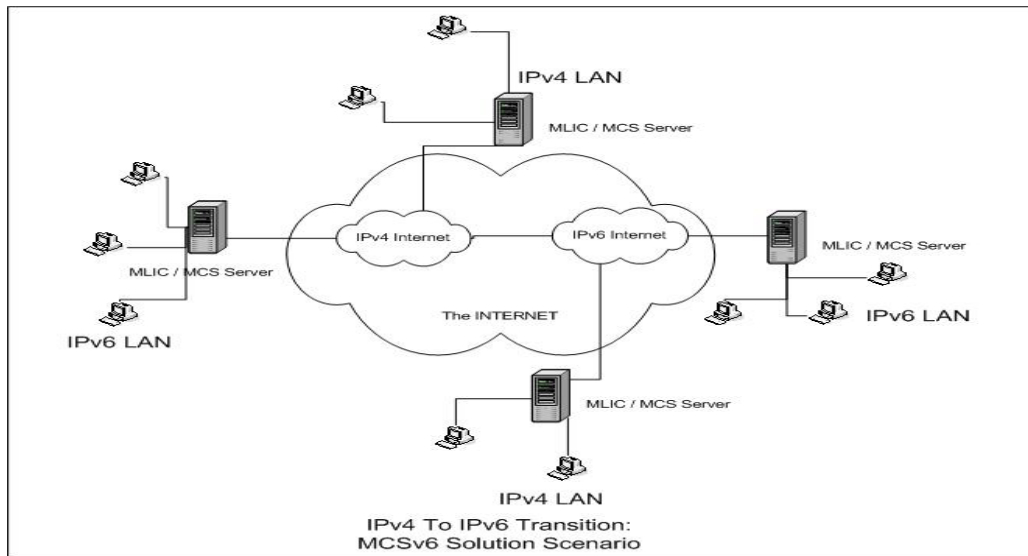 IPv4 LAN
MLIC / MCS Server
IPv4 Internet
IPv6 Internet
MLIC / MCS Server
MLIC / MCS Server
The INTERNET
IPv6 LAN
IPv6 LAN
MLIC / MCS Server
IPv4 LAN
IPv4 To IPv6 Transition:
MCSv6 Solution Scenario